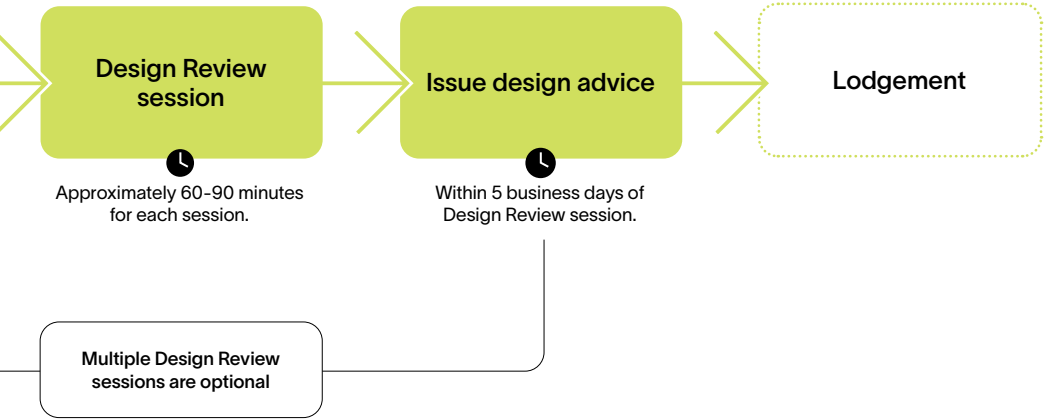 Design Review
session
Approximately 60-90 minutes
for each session.
Issue design advice
Within 5 business days of
Design Review session.
Lodgement
Multiple Design Review
sessions are optional